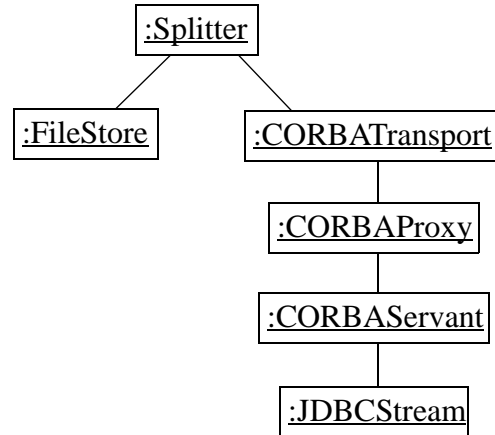 :Splitter
:FileStore
:CORBATransport
:CORBAProxy
:CORBAServant
:JDBCStream